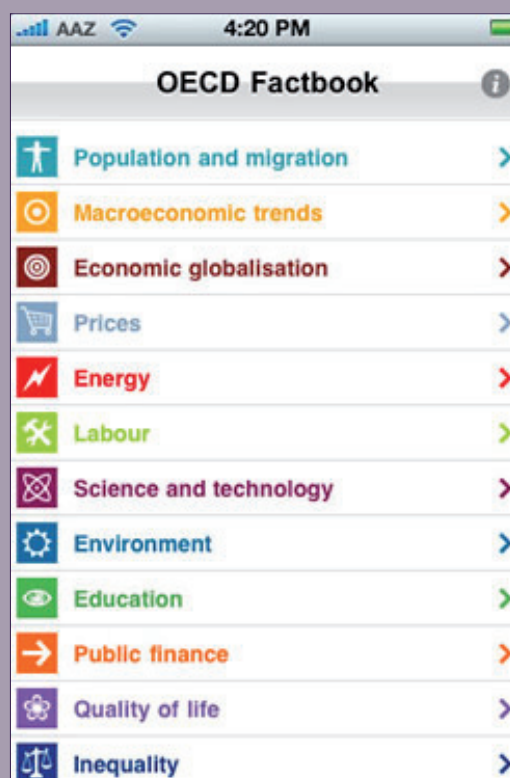 AAZ 4:20 PM
OECD Factbook
Population and migration
Macroeconomic trends
Economic globalisation
Prices
Energy
Labour
Science and technology
Environment
Education
Public finance
Quality of life
Inequality